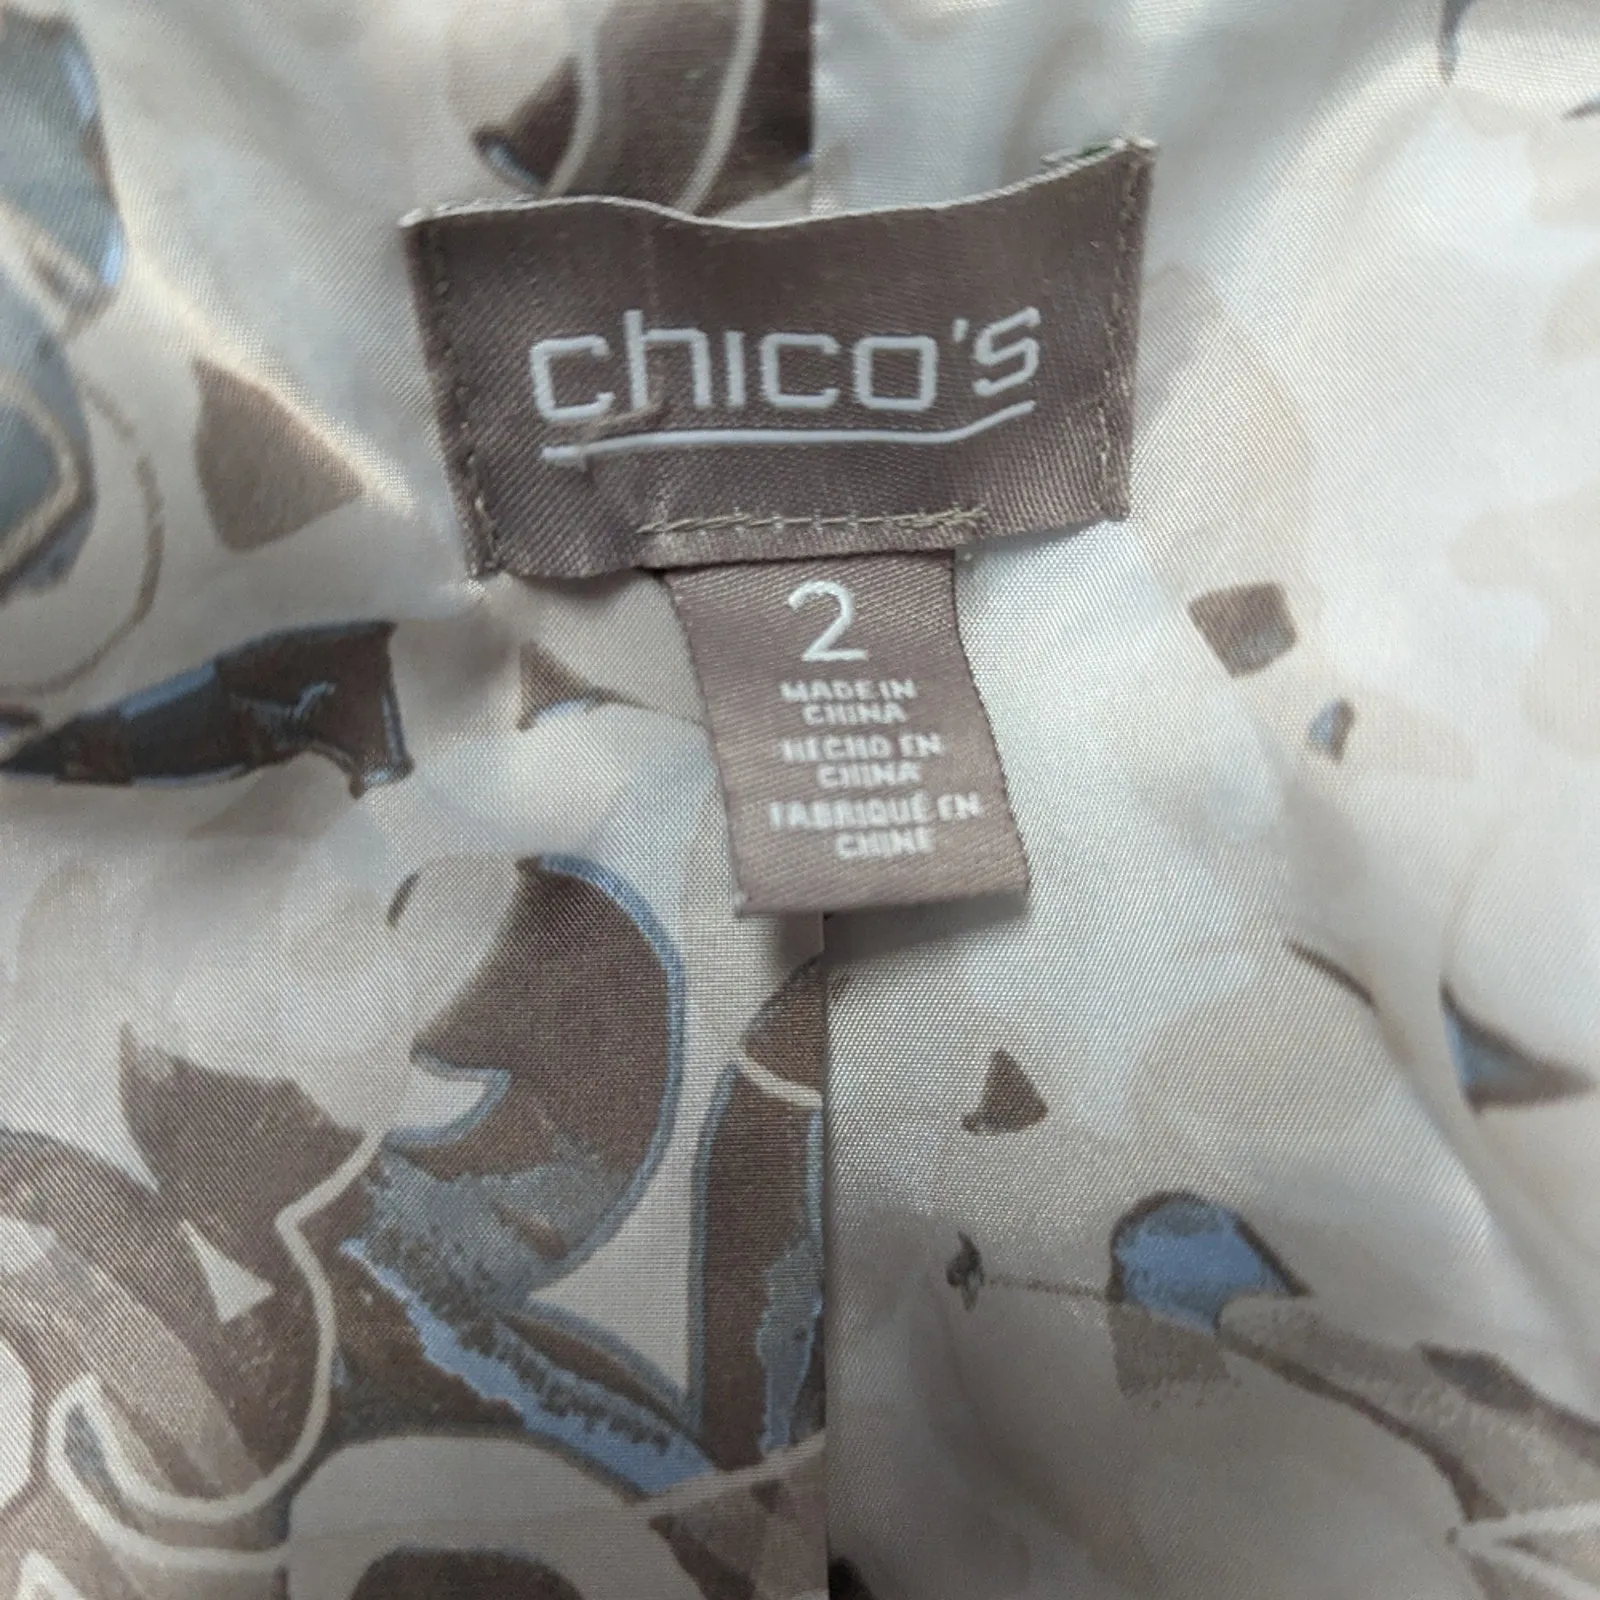 chico's
2
MADE IN
CHINA
HECHO EN
CHINA
FABRIQUÉ EN
CHINE